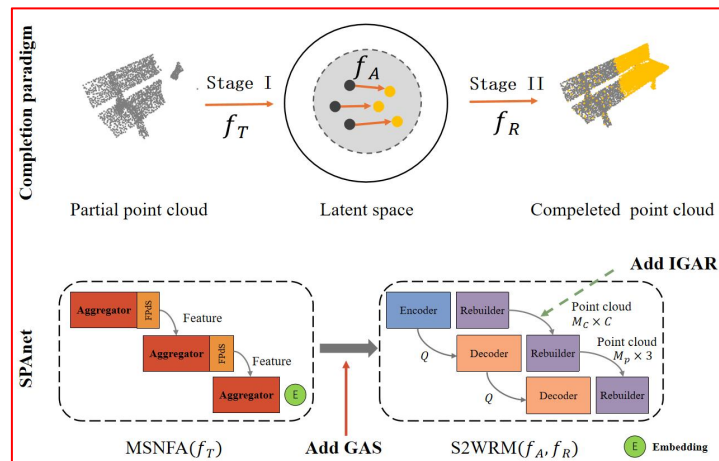 Completion paradigm
Stage I
f_T
f_A
Stage II
f_R
Partial point cloud
Latent space
Compeleted point cloud
SPAnet
Aggregator
FPdS
Feature
Aggregator
FPdS
Feature
Aggregator
E
MSNFA(f_T)
Add GAS
Add IGAR
Encoder
Rebuilder
Point cloud
M_C × C
Q
Decoder
Rebuilder
Point cloud
M_p × 3
Q
Decoder
Rebuilder
S2WRM(f_A, f_R)
E
Embedding